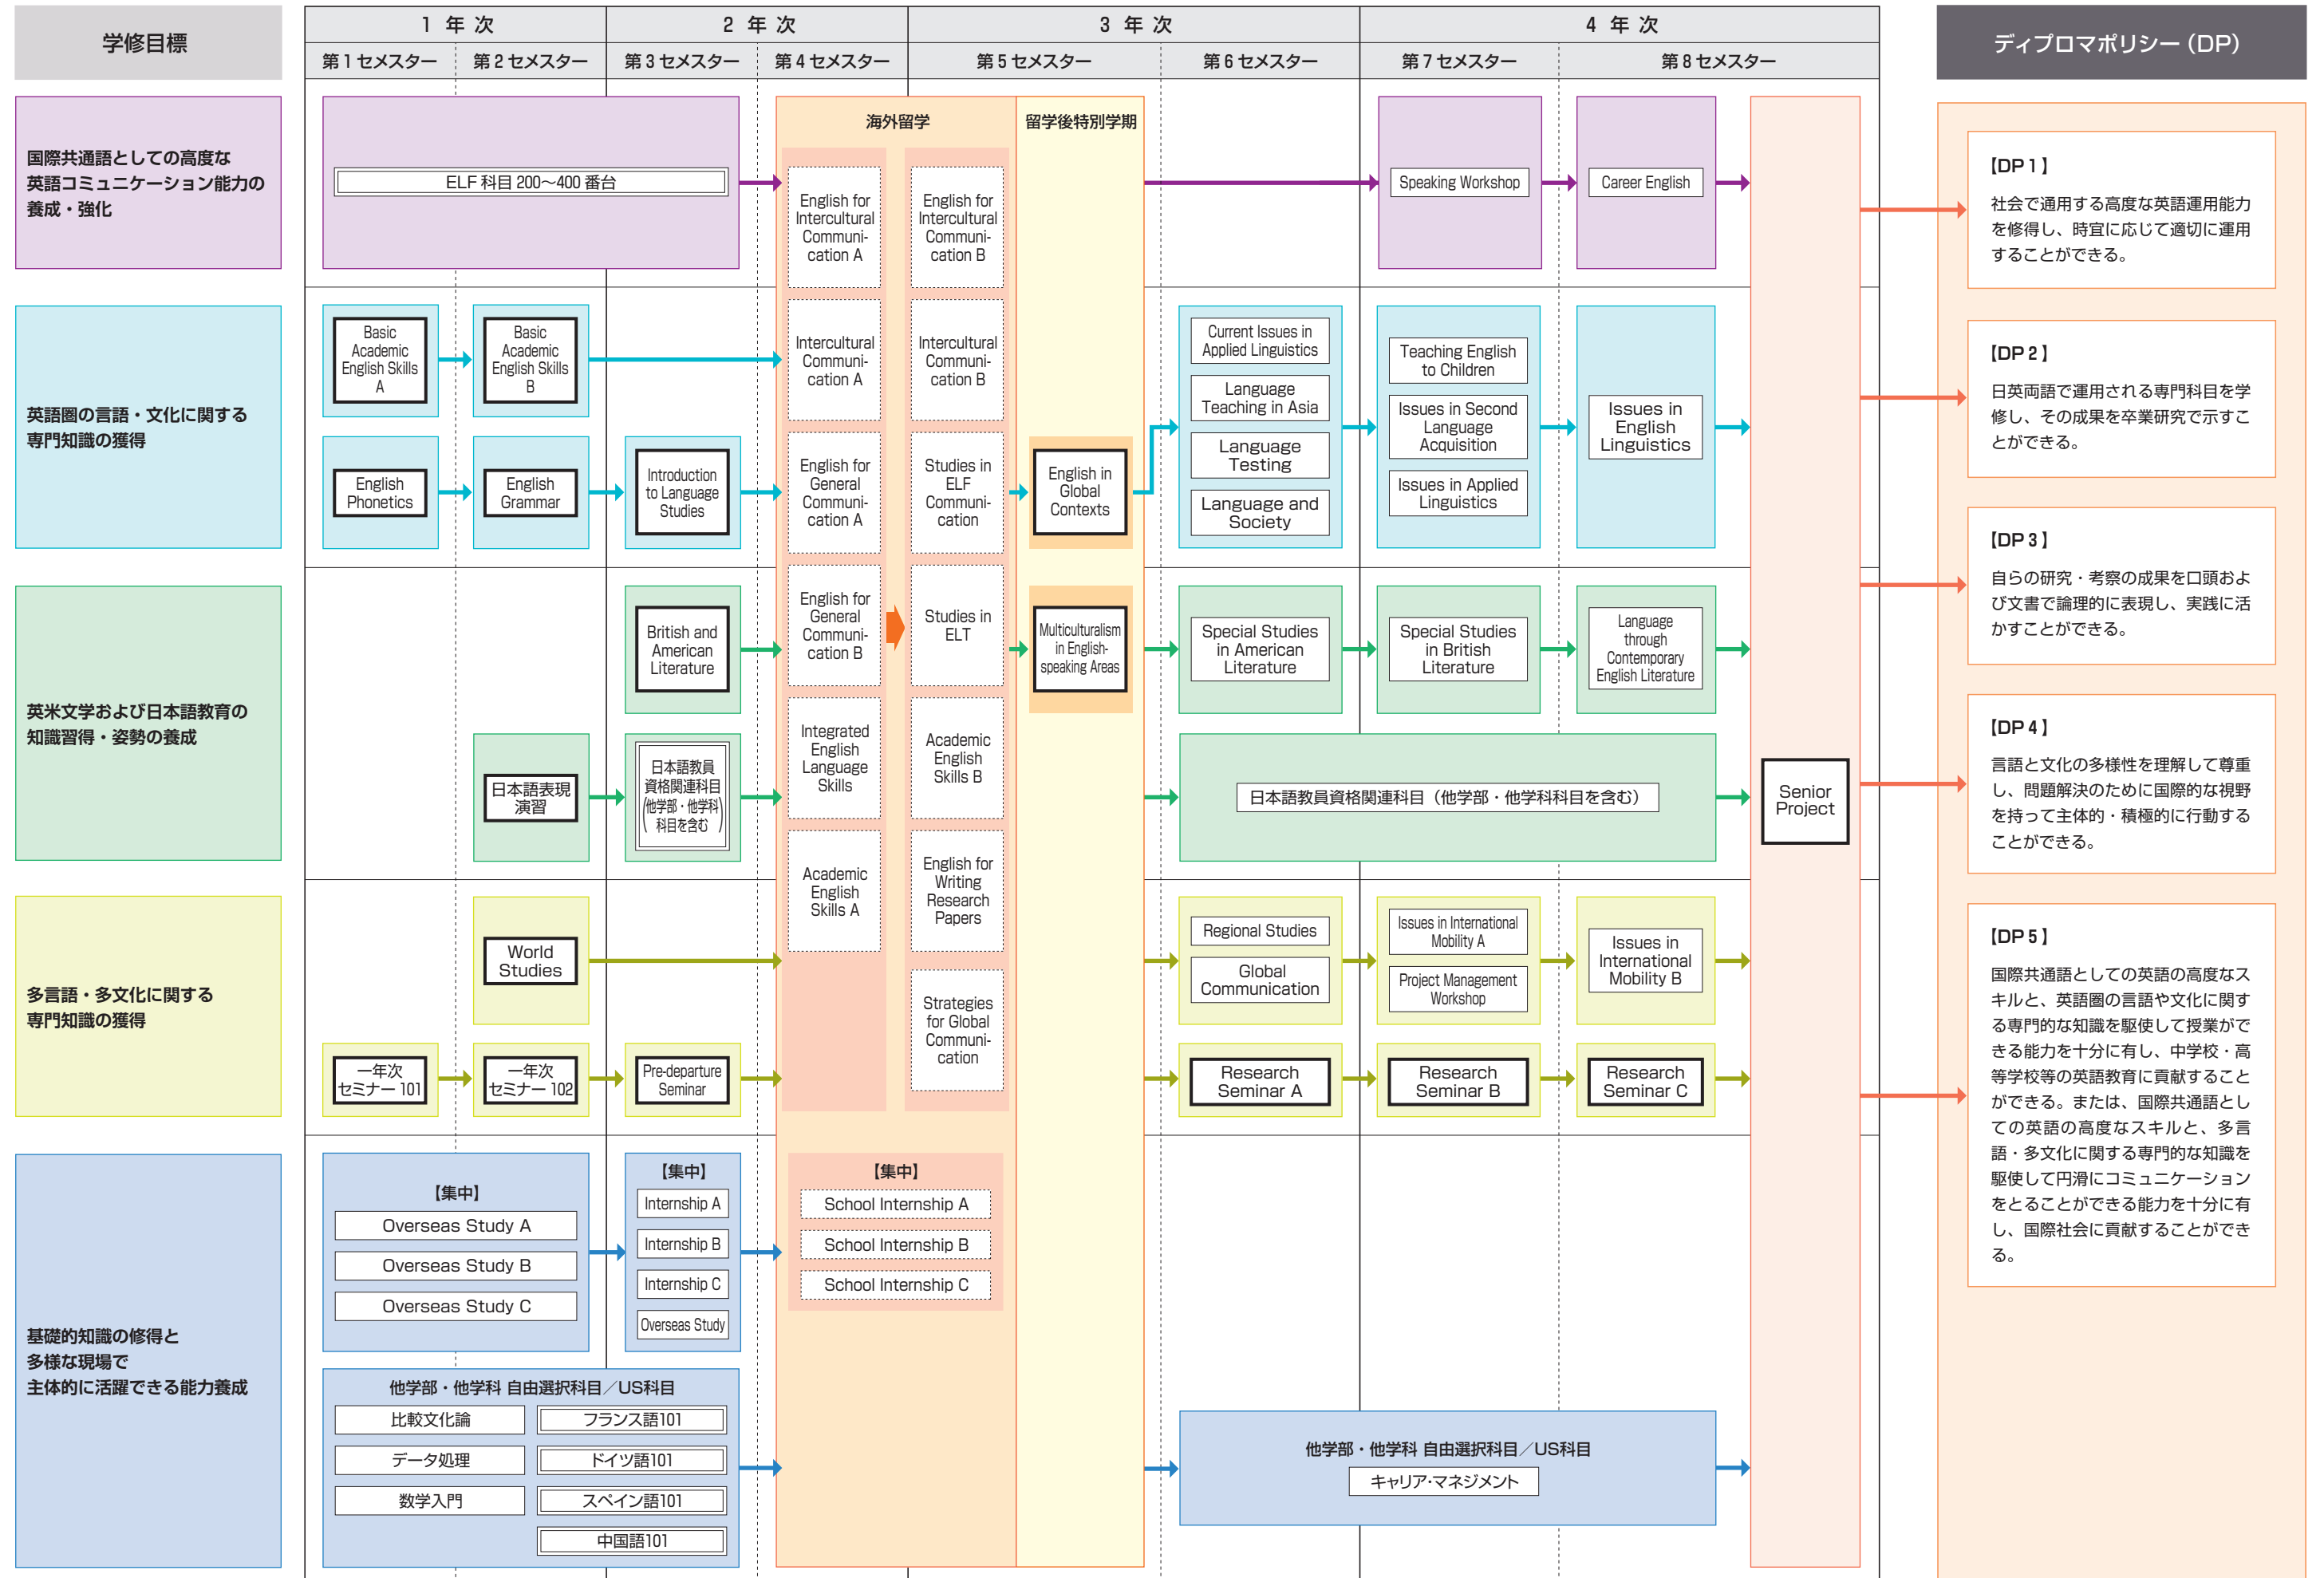 学修目標
1 年 次
2 年 次
3 年 次
4 年 次
第1セメスター
第2セメスター
第3セメスター
第4セメスター
第5セメスター
第6セメスター
第7セメスター
第8セメスター
ディプロマポリシー(DP)
国際共通語としての高度な
英語コミュニケーション能力の
養成・強化
ELF 科目 200〜400 番台
海外留学
留学後特別学期
English for
Intercultural
Communi-
cation A
English for
Intercultural
Communi-
cation B
Speaking Workshop
Career English
英語圏の言語・文化に関する
専門知識の獲得
Basic
Academic
English Skills
A
Basic
Academic
English Skills
B
Intercultural
Communi-
cation A
Intercultural
Communi-
cation B
English
Phonetics
English
Grammar
Introduction
to Language
Studies
English for
General
Communi-
cation A
Studies in
ELF
Communi-
cation
English in
Global
Contexts
Current Issues in
Applied Linguistics
Language
Teaching in Asia
Language
Testing
Language and
Society
Teaching English
to Children
Issues in Second
Language
Acquisition
Issues in Applied
Linguistics
Issues in
English
Linguistics
英米文学および日本語教育の
知識習得・姿勢の養成
British and
American
Literature
English for
General
Communi-
cation B
Studies in
ELT
Multiculturalism
in English-
speaking Areas
Special Studies
in American
Literature
Special Studies
in British
Literature
Language
through
Contemporary
English Literature
日本語表現
演習
日本語教員
資格関連科目
(他学部・他学科
科目を含む)
Integrated
English
Language
Skills
Academic
English
Skills B
日本語教員資格関連科目(他学部・他学科科目を含む)
Senior
Project
Academic
English
Skills A
English for
Writing
Research
Papers
多言語・多文化に関する
専門知識の獲得
World
Studies
Strategies
for Global
Communi-
cation
Regional Studies
Global
Communication
Issues in International
Mobility A
Project Management
Workshop
Issues in
International
Mobility B
一年次
セミナー 101
一年次
セミナー 102
Pre-departure
Seminar
Research
Seminar A
Research
Seminar B
Research
Seminar C
基礎的知識の修得と
多様な現場で
主体的に活躍できる能力養成
【集中】
Overseas Study A
Overseas Study B
Overseas Study C
【集中】
Internship A
Internship B
Internship C
Overseas Study
【集中】
School Internship A
School Internship B
School Internship C
他学部・他学科 自由選択科目/US科目
比較文化論
データ処理
数学入門
フランス語101
ドイツ語101
スペイン語101
中国語101
他学部・他学科 自由選択科目/US科目
キャリア・マネジメント
【DP 1】
社会で通用する高度な英語運用能力
を修得し、時宜に応じて適切に運用
することができる。
【DP 2】
日英両語で運用される専門科目を学
修し、その成果を卒業研究で示すこ
とができる。
【DP 3】
自らの研究・考察の成果を口頭およ
び文書で論理的に表現し、実践に活
かすことができる。
【DP 4】
言語と文化の多様性を理解して尊重
し、問題解決のために国際的な視野
を持って主体的・積極的に行動する
ことができる。
【DP 5】
国際共通語としての英語の高度なス
キルと、英語圏の言語や文化に関す
る専門的な知識を駆使して授業がで
きる能力を十分に有し、中学校・高
等学校等の英語教育に貢献すること
ができる。または、国際共通語とし
ての英語の高度なスキルと、多言
語・多文化に関する専門的な知識を
駆使して円滑にコミュニケーション
をとることができる能力を十分に有
し、国際社会に貢献することができ
る。